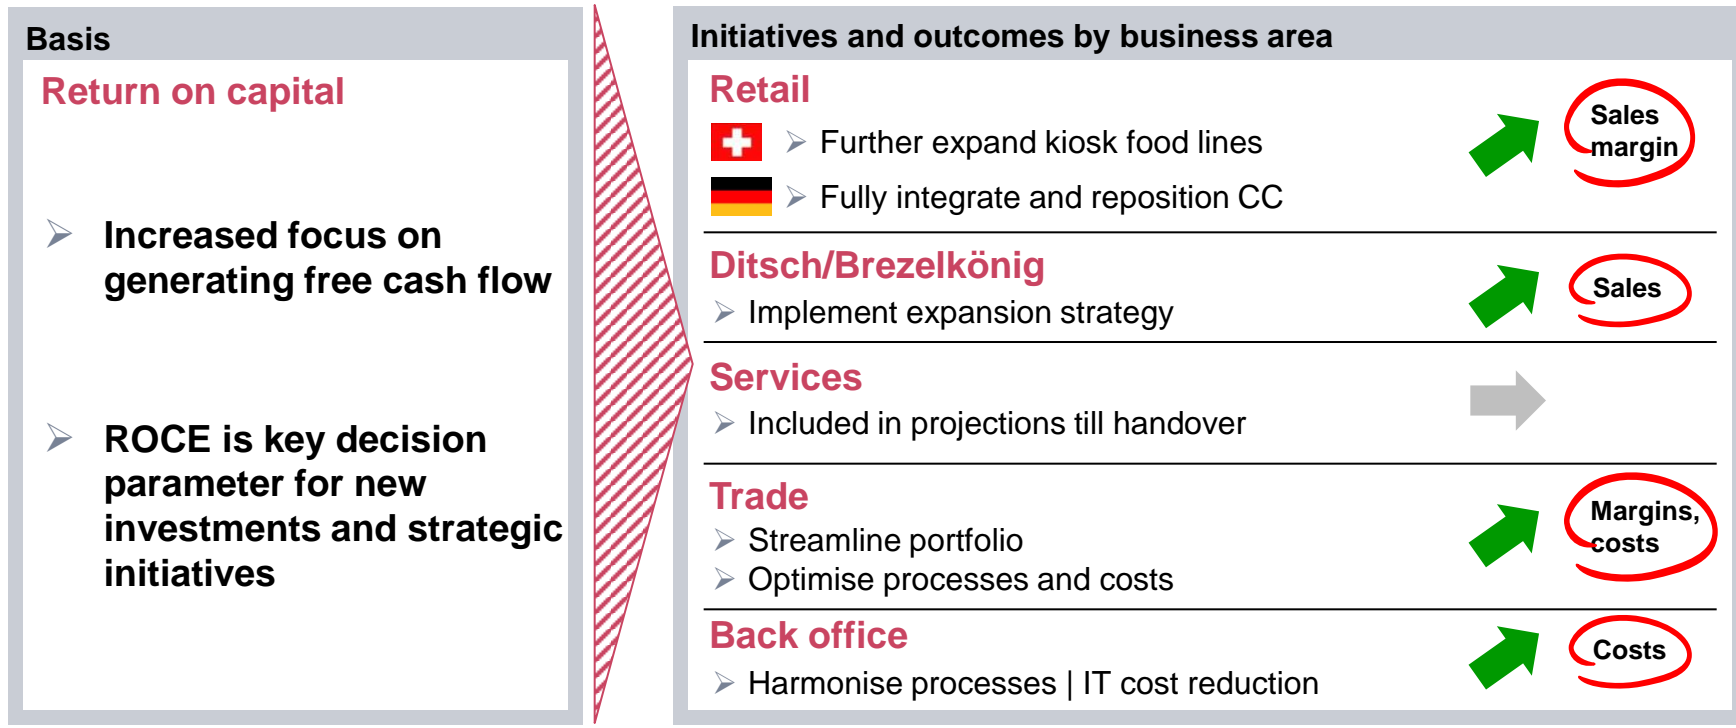 Basis
Return on capital
Increased focus on
generating free cash flow
ROCE is key decision
parameter for new
investments and strategic
initiatives
Initiatives and outcomes by business area
Retail
Further expand kiosk food lines
Fully integrate and reposition CC
Sales
margin
Ditsch/Brezelkönig
Implement expansion strategy
Sales
Services
Included in projections till handover
Trade
Streamline portfolio
Optimise processes and costs
Margins,
costs
Back office
Harmonise processes | IT cost reduction
Costs